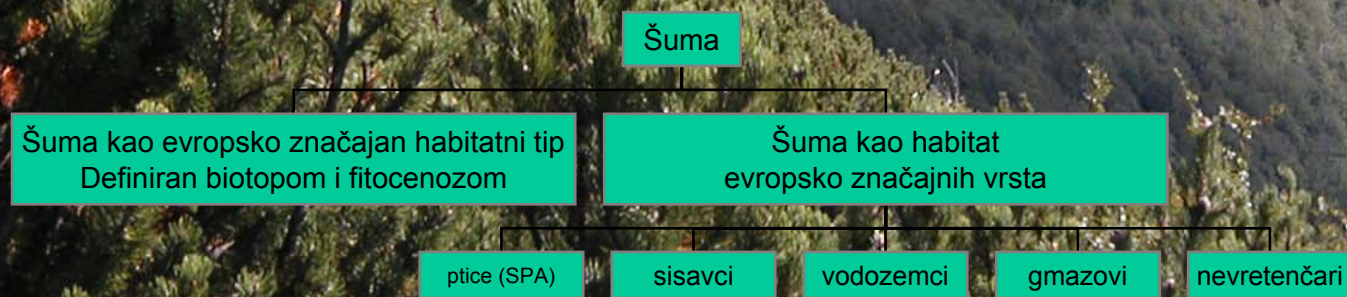 Šuma
Šuma kao evropsko značajan habitatni tip
Definiran biotopom i fitocenozom
Šuma kao habitat
evropsko značajnih vrsta
ptice (SPA)
sisavci
vodozemci
gmazovi
nevretenčari